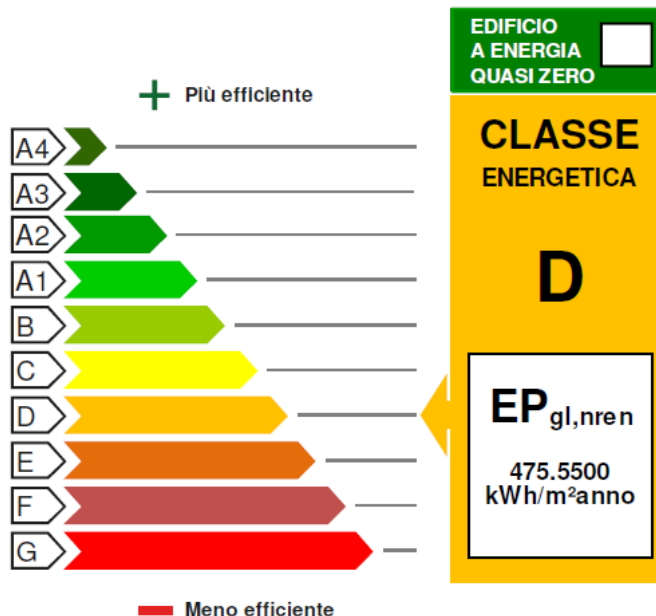 EDIFICIO
A ENERGIA
QUASI ZERO
+ Più efficiente
CLASSE
ENERGETICA
D
A4
A3
A2
A1
B
C
D
E
F
G
EPgl,nren
475.5500
kWh/m²anno
Meno efficiente